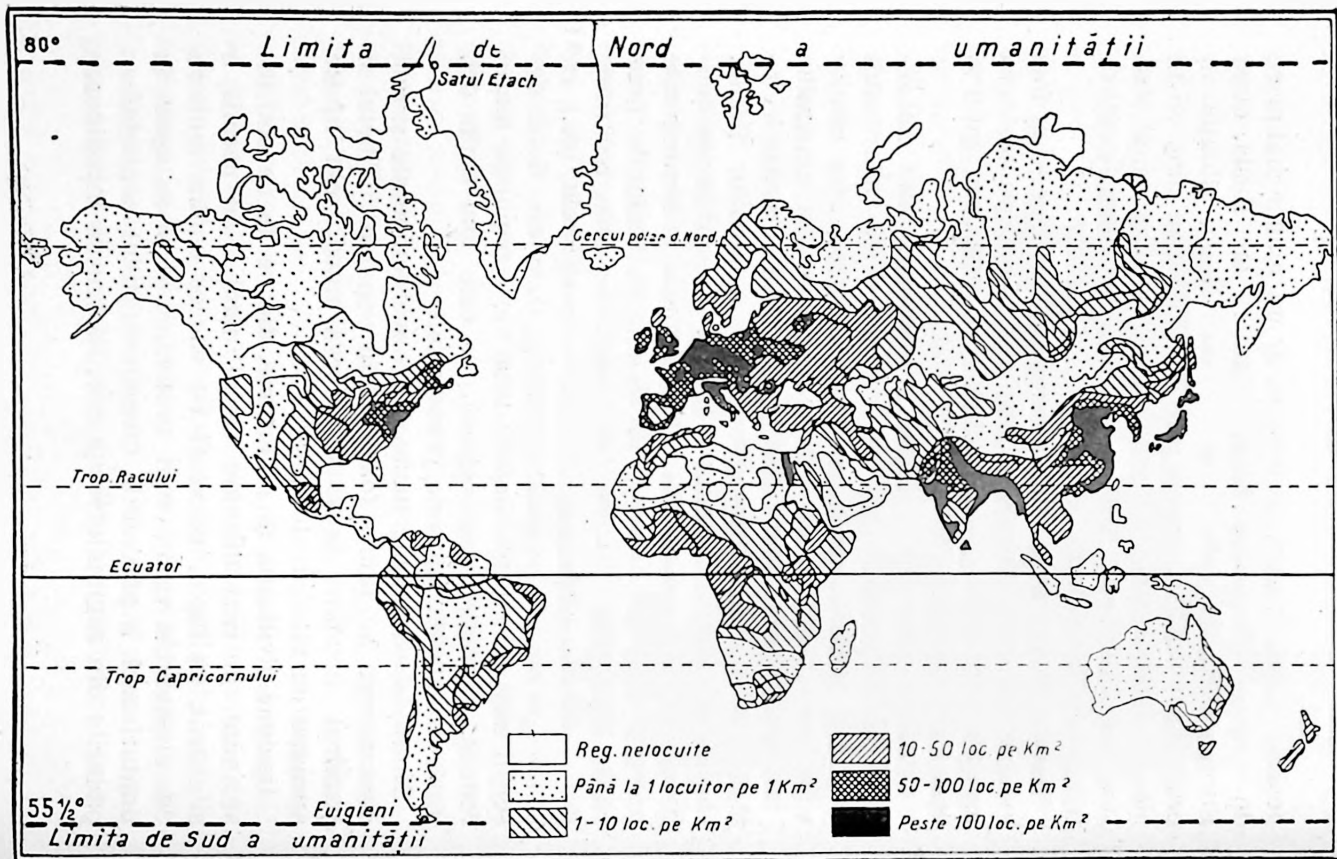 80° Limita de Nord a umanității
Satul Etach
Cercul polar d. Nord.
Trop. Racului
Ecuator
Trop. Capricornului
Reg. nelocuite
Până la 1 locuitor pe 1 Km²
1-10 loc. pe Km²
10-50 loc. pe Km²
50-100 loc. pe Km²
Peste 100 loc. pe Km²
55½° Fuigieni
Limita de Sud a umanității